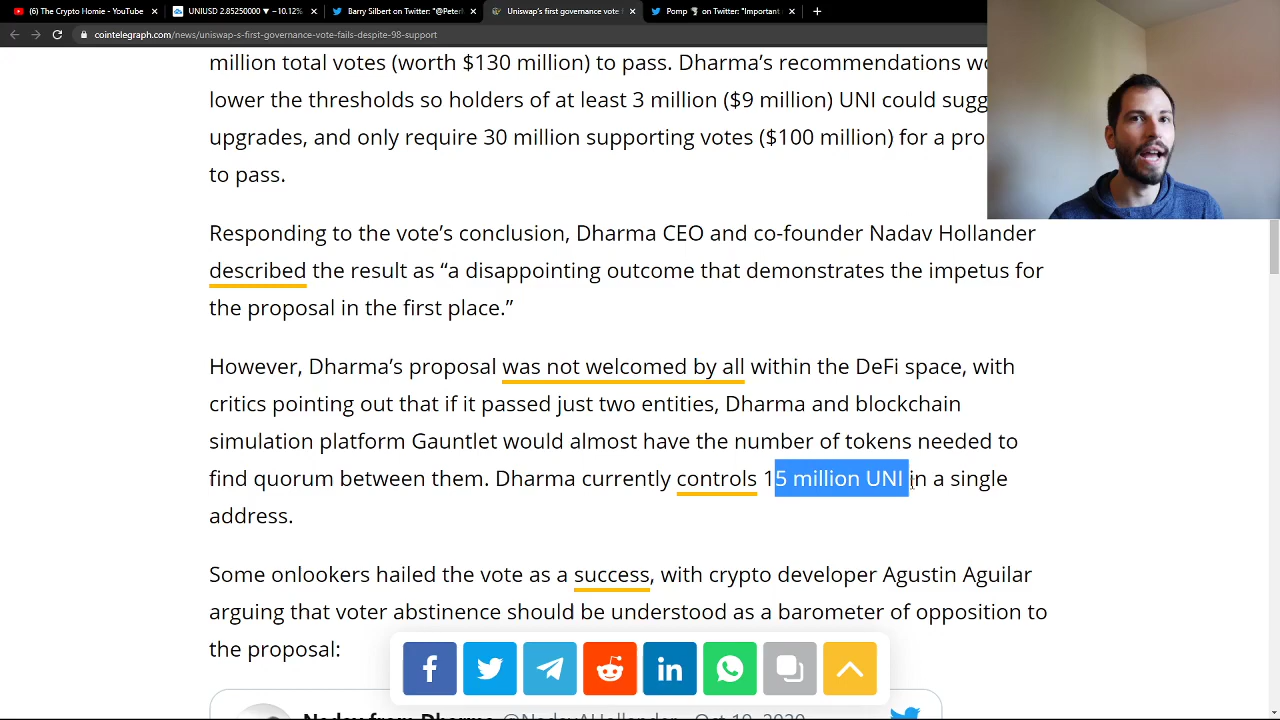 (6) The Crypto Homie - YouTube
UNIUSD 2.85250000 ▼ −10.12%
Barry Silbert on Twitter: "@Peter
Uniswap's first governance vote
Pomp on Twitter: "Important
cointelegraph.com/news/uniswap-s-first-governance-vote-fails-despite-98-support
million total votes (worth $130 million) to pass. Dharma's recommendations
lower the thresholds so holders of at least 3 million ($9 million) UNI could
upgrades, and only require 30 million supporting votes ($100 million) for a
to pass.
Responding to the vote's conclusion, Dharma CEO and co-founder Nadav Hollander
described the result as “a disappointing outcome that demonstrates the impetus for
the proposal in the first place.”
However, Dharma's proposal was not welcomed by all within the DeFi space, with
critics pointing out that if it passed just two entities, Dharma and blockchain
simulation platform Gauntlet would almost have the number of tokens needed to
find quorum between them. Dharma currently controls 15 million UNI in a single
address.
Some onlookers hailed the vote as a success, with crypto developer Agustin Aguilar
arguing that voter abstinence should be understood as a barometer of opposition to
the proposal:
Nadav from Dharma @NadavAHollander · Oct 19, 2020